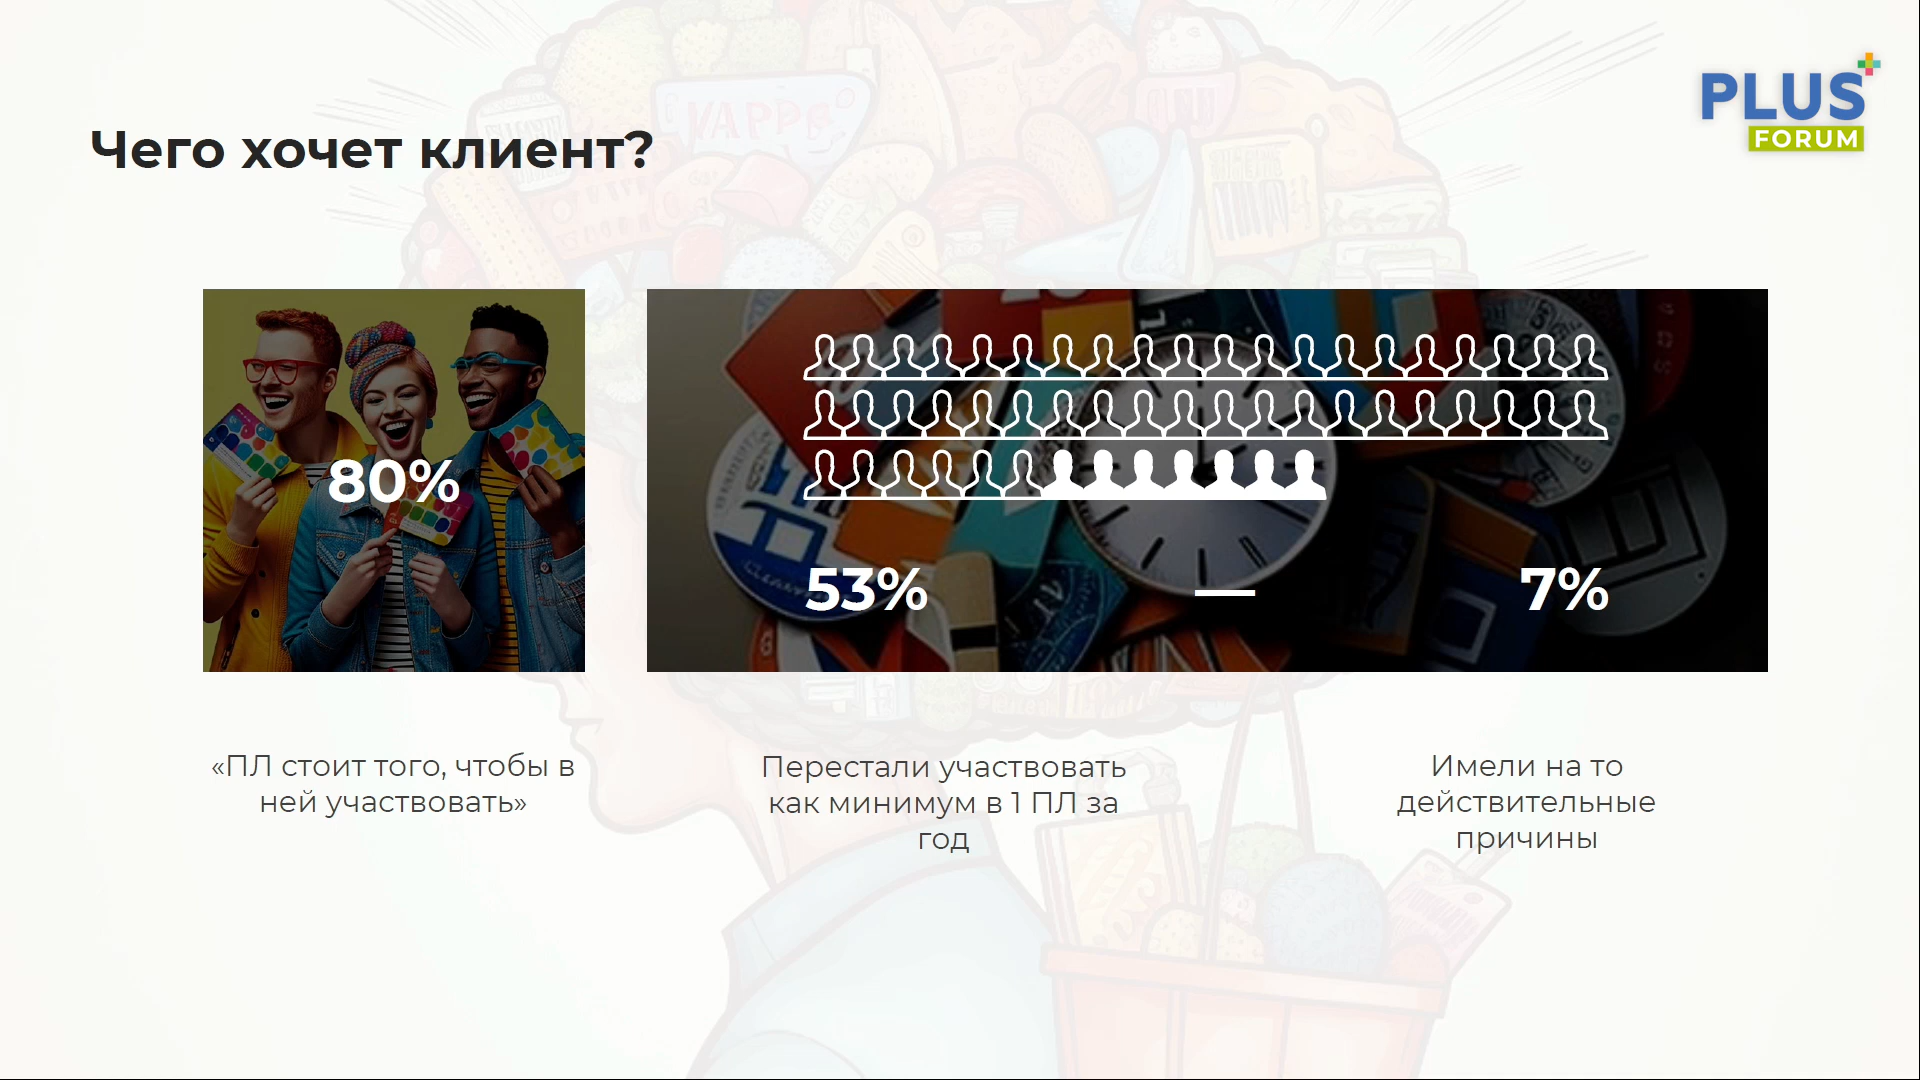 PLUS
FORUM
Чего хочет клиент?
80%
53%
—
7%
«ПЛ стоит того, чтобы в
ней участвовать»
Перестали участвовать
как минимум в 1 ПЛ за
год
Имели на то
действительные
причины